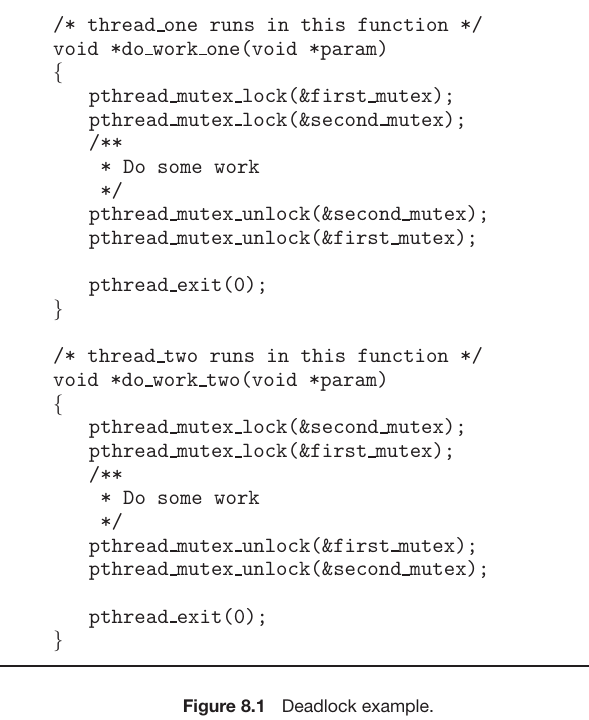 /* thread_one runs in this function */
void *do_work_one(void *param)
{
   pthread_mutex_lock(&first_mutex);
   pthread_mutex_lock(&second_mutex);
   /**
    * Do some work
    */
   pthread_mutex_unlock(&second_mutex);
   pthread_mutex_unlock(&first_mutex);

   pthread_exit(0);
}

/* thread_two runs in this function */
void *do_work_two(void *param)
{
   pthread_mutex_lock(&second_mutex);
   pthread_mutex_lock(&first_mutex);
   /**
    * Do some work
    */
   pthread_mutex_unlock(&first_mutex);
   pthread_mutex_unlock(&second_mutex);

   pthread_exit(0);
}

Figure 8.1 Deadlock example.